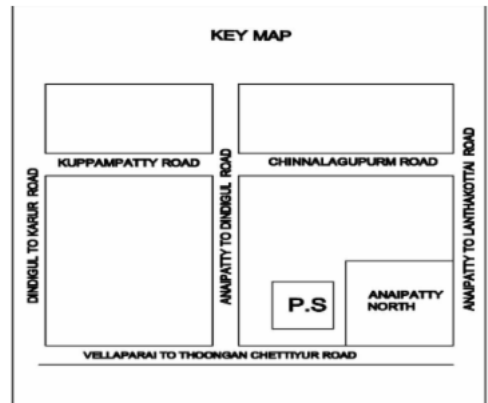 KEY MAP
KUPPAMPATTY ROAD
CHINNALAGUPURM ROAD
DINDIGUL TO KARUR ROAD
ANAIPATTY TO DINDIGUL ROAD
ANAIPATTY TO LANTHAKOTTAI ROAD
P.S
ANAIPATTY
NORTH
VELLAPARAI TO THOONGAN CHETTIYUR ROAD